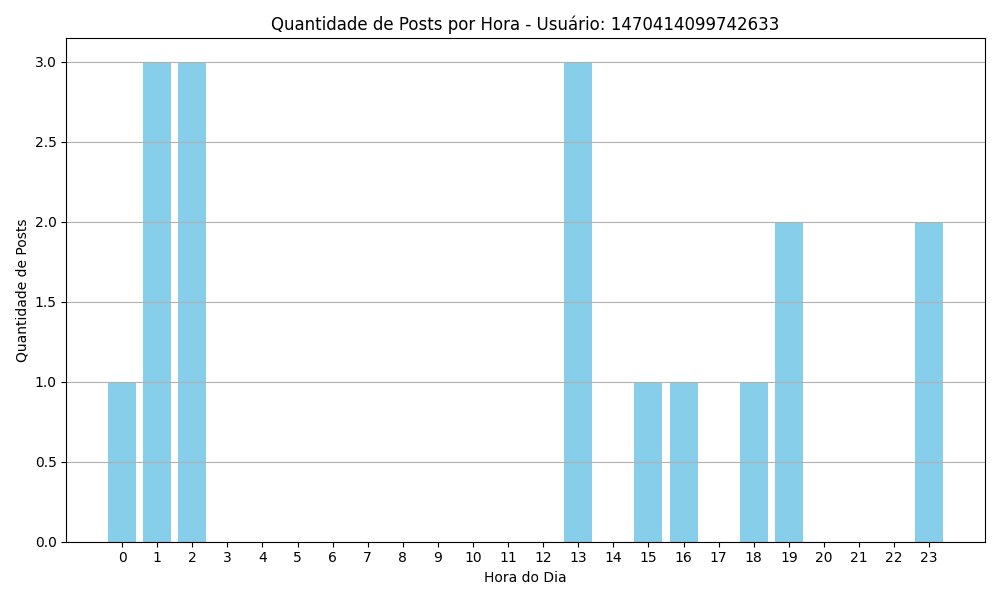 Quantidade de Posts por Hora - Usuário: 1470414099742633
3.0
2.5
2.0
1.5
1.0
0.5
0.0
Quantidade de Posts
0 1 2 3 4 5 6 7 8 9 10 11 12 13 14 15 16 17 18 19 20 21 22 23
Hora do Dia